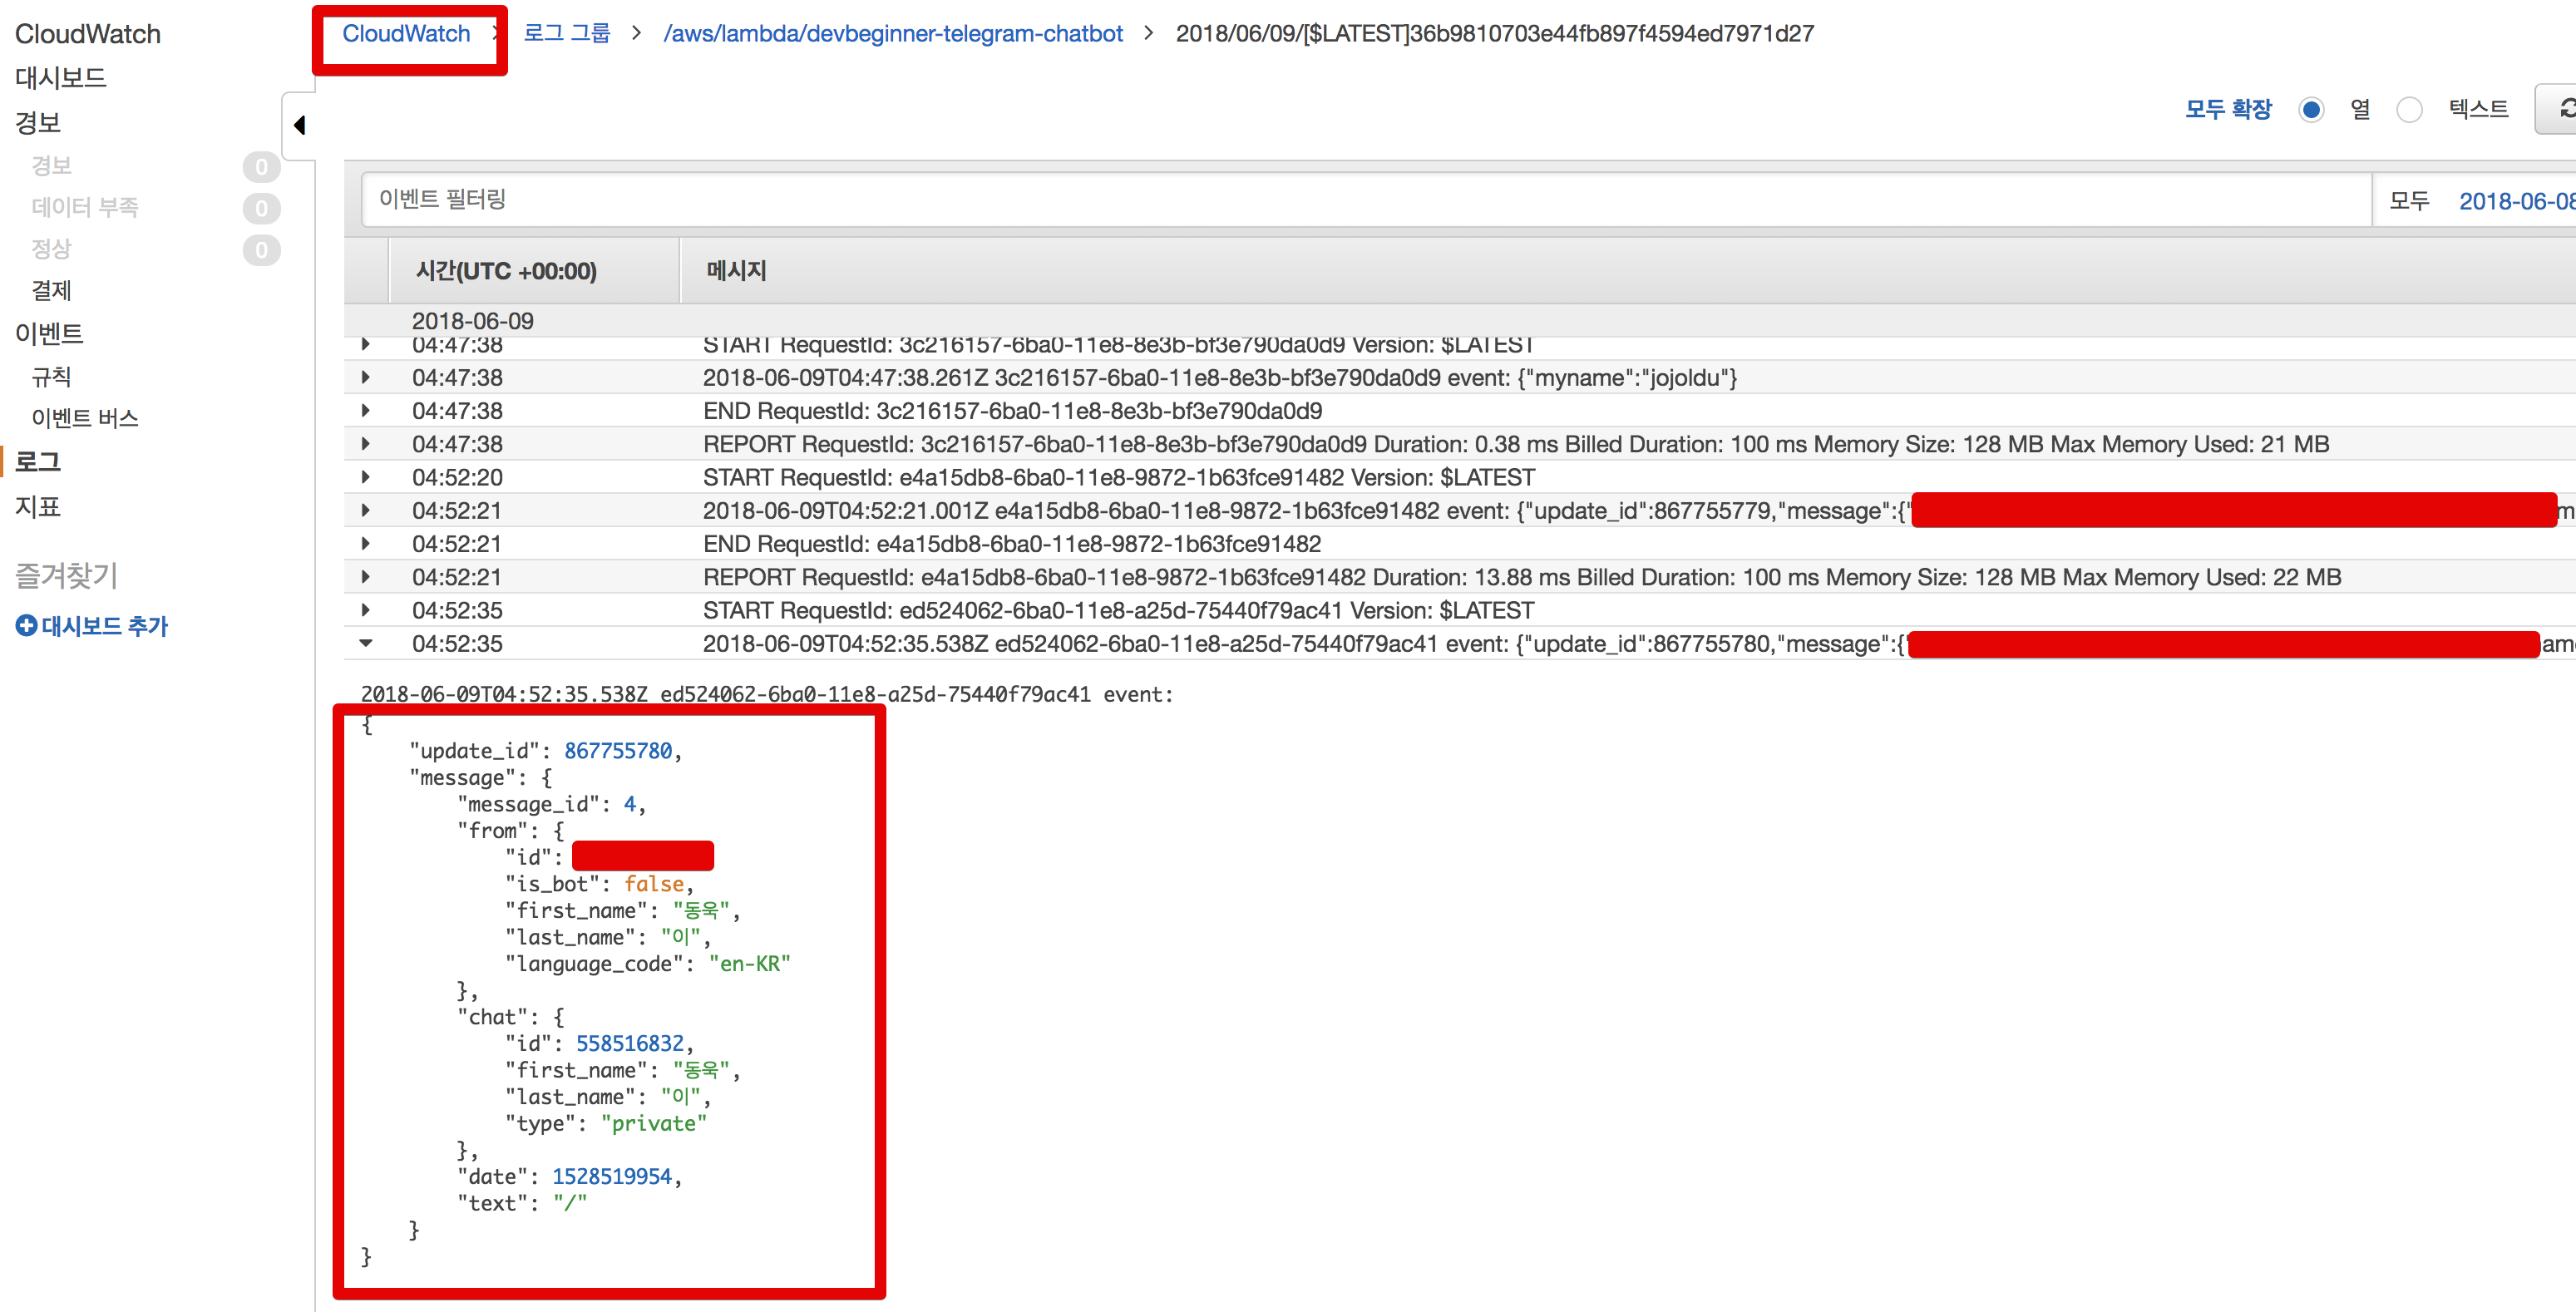 CloudWatch
대시보드
경보
경보 0
데이터 부족 0
정상 0
결제
이벤트
규칙
이벤트 버스
로그
지표
즐겨찾기
대시보드 추가
CloudWatch > 로그 그룹 > /aws/lambda/devbeginner-telegram-chatbot > 2018/06/09/[$LATEST]36b9810703e44fb897f4594ed7971d27
모두 확장 열 텍스트
이벤트 필터링 모두 2018-06-08
시간(UTC +00:00) 메시지
2018-06-09
04:47:38 START RequestId: 3c216157-6ba0-11e8-8e3b-bf3e790da0d9 Version: $LATEST
04:47:38 2018-06-09T04:47:38.261Z 3c216157-6ba0-11e8-8e3b-bf3e790da0d9 event: {"myname":"jojoldu"}
04:47:38 END RequestId: 3c216157-6ba0-11e8-8e3b-bf3e790da0d9
04:47:38 REPORT RequestId: 3c216157-6ba0-11e8-8e3b-bf3e790da0d9 Duration: 0.38 ms Billed Duration: 100 ms Memory Size: 128 MB Max Memory Used: 21 MB
04:52:20 START RequestId: e4a15db8-6ba0-11e8-9872-1b63fce91482 Version: $LATEST
04:52:21 2018-06-09T04:52:21.001Z e4a15db8-6ba0-11e8-9872-1b63fce91482 event: {"update_id":867755779,"message":{"
04:52:21 END RequestId: e4a15db8-6ba0-11e8-9872-1b63fce91482
04:52:21 REPORT RequestId: e4a15db8-6ba0-11e8-9872-1b63fce91482 Duration: 13.88 ms Billed Duration: 100 ms Memory Size: 128 MB Max Memory Used: 22 MB
04:52:35 START RequestId: ed524062-6ba0-11e8-a25d-75440f79ac41 Version: $LATEST
04:52:35 2018-06-09T04:52:35.538Z ed524062-6ba0-11e8-a25d-75440f79ac41 event: {"update_id":867755780,"message":{" am
2018-06-09T04:52:35.538Z ed524062-6ba0-11e8-a25d-75440f79ac41 event:
{
"update_id": 867755780,
"message": {
"message_id": 4,
"from": {
"id":
"is_bot": false,
"first_name": "동욱",
"last_name": "이",
"language_code": "en-KR"
},
"chat": {
"id": 558516832,
"first_name": "동욱",
"last_name": "이",
"type": "private"
},
"date": 1528519954,
"text": "/"
}
}